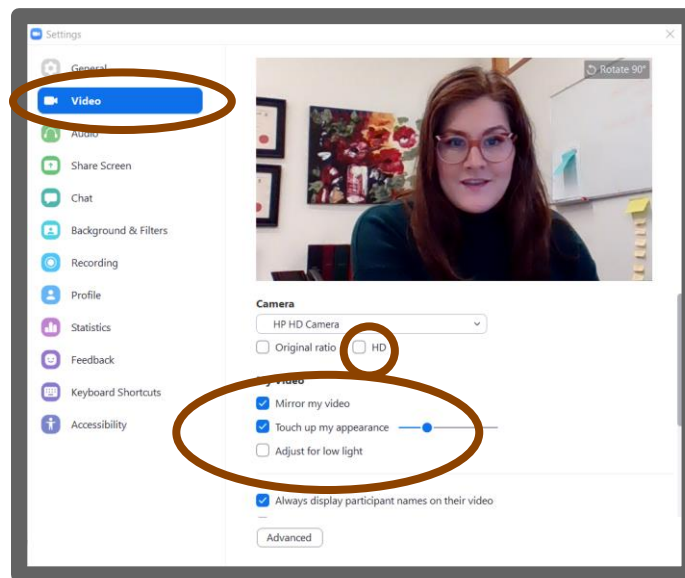 Settings
General
Video
Audio
Share Screen
Chat
Background & Filters
Recording
Profile
Statistics
Feedback
Keyboard Shortcuts
Accessibility
Rotate 90°
Camera
HP HD Camera
Original ratio HD
My Video
Mirror my video
Touch up my appearance
Adjust for low light
Always display participant names on their video
Advanced